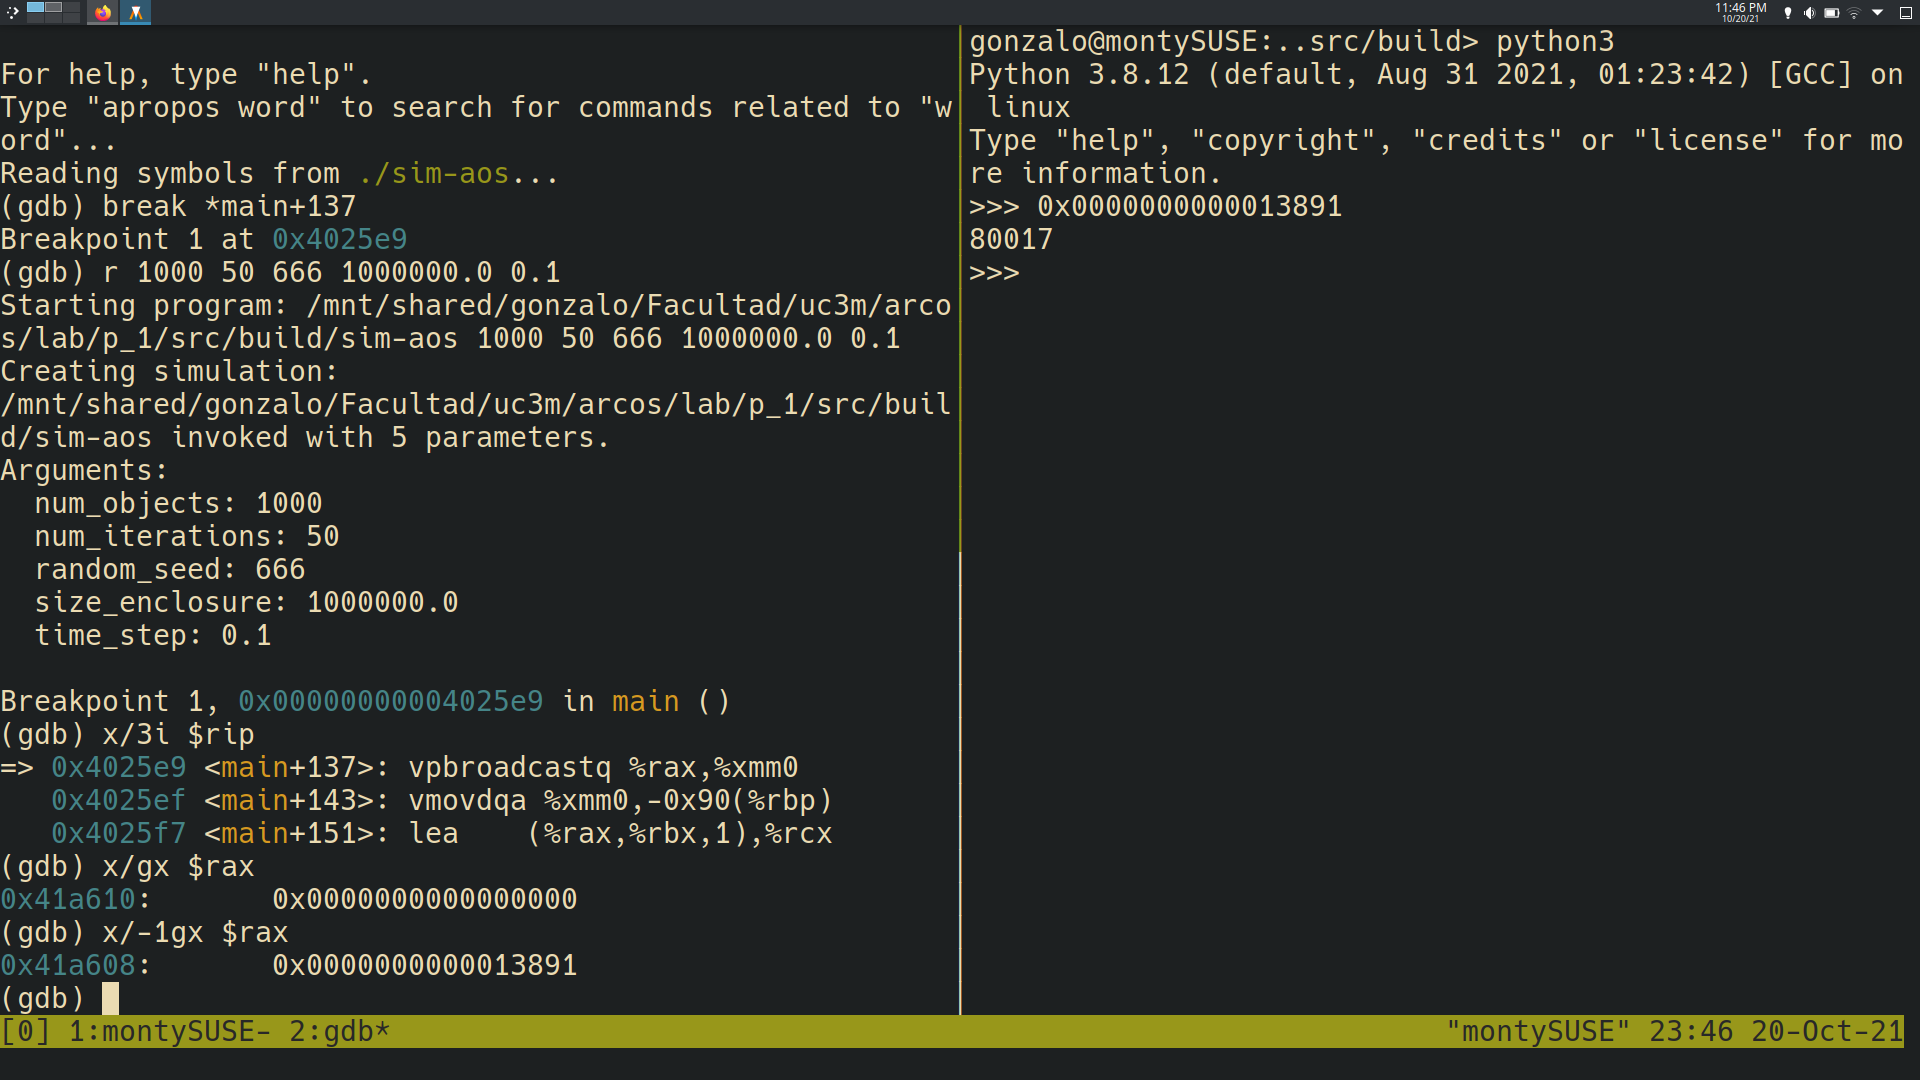 11:46 PM
10/20/21
For help, type "help".
Type "apropos word" to search for commands related to "w
ord"...
Reading symbols from ./sim-aos...
(gdb) break *main+137
Breakpoint 1 at 0x4025e9
(gdb) r 1000 50 666 1000000.0 0.1
Starting program: /mnt/shared/gonzalo/Facultad/uc3m/arco
s/lab/p_1/src/build/sim-aos 1000 50 666 1000000.0 0.1
Creating simulation:
/mnt/shared/gonzalo/Facultad/uc3m/arcos/lab/p_1/src/buil
d/sim-aos invoked with 5 parameters.
Arguments:
  num_objects: 1000
  num_iterations: 50
  random_seed: 666
  size_enclosure: 1000000.0
  time_step: 0.1
Breakpoint 1, 0x00000000004025e9 in main ()
(gdb) x/3i $rip
=> 0x4025e9 <main+137>: vpbroadcastq %rax,%xmm0
   0x4025ef <main+143>: vmovdqa %xmm0,-0x90(%rbp)
   0x4025f7 <main+151>: lea    (%rax,%rbx,1),%rcx
(gdb) x/gx $rax
0x41a610:       0x0000000000000000
(gdb) x/-1gx $rax
0x41a608:       0x0000000000013891
(gdb)
gonzalo@montySUSE:..src/build> python3
Python 3.8.12 (default, Aug 31 2021, 01:23:42) [GCC] on
 linux
Type "help", "copyright", "credits" or "license" for mo
re information.
>>> 0x0000000000013891
80017
>>>
[0] 1:montySUSE- 2:gdb*
"montySUSE" 23:46 20-Oct-21